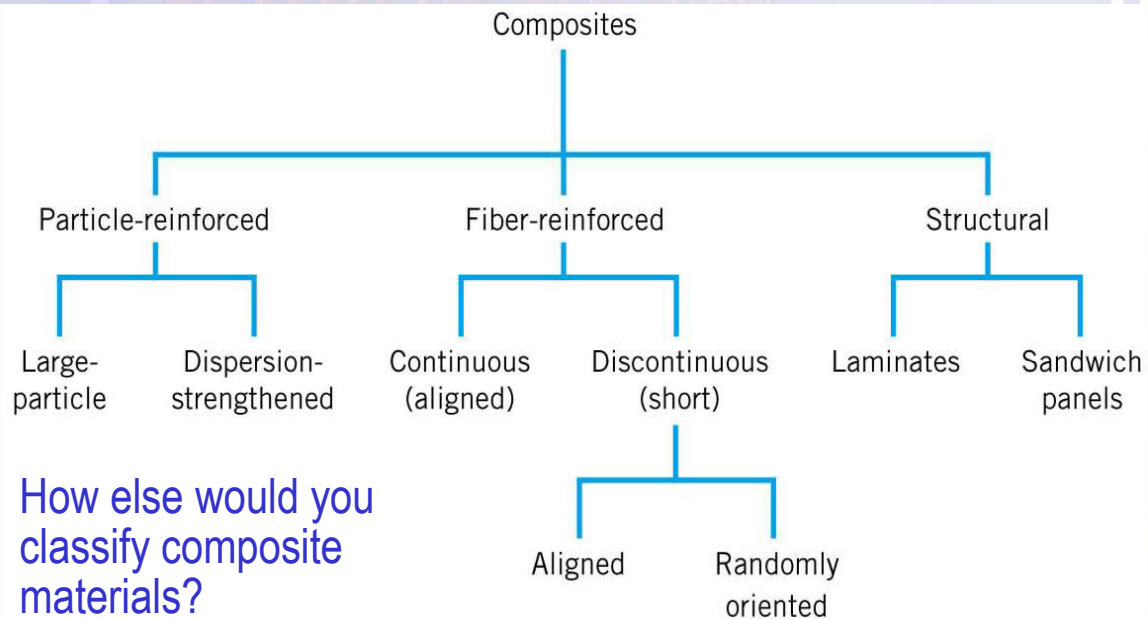 Composites
Particle-reinforced
Fiber-reinforced
Structural
Large-
particle
Dispersion-
strengthened
Continuous
(aligned)
Discontinuous
(short)
Laminates
Sandwich
panels
Aligned
Randomly
oriented
How else would you
classify composite
materials?